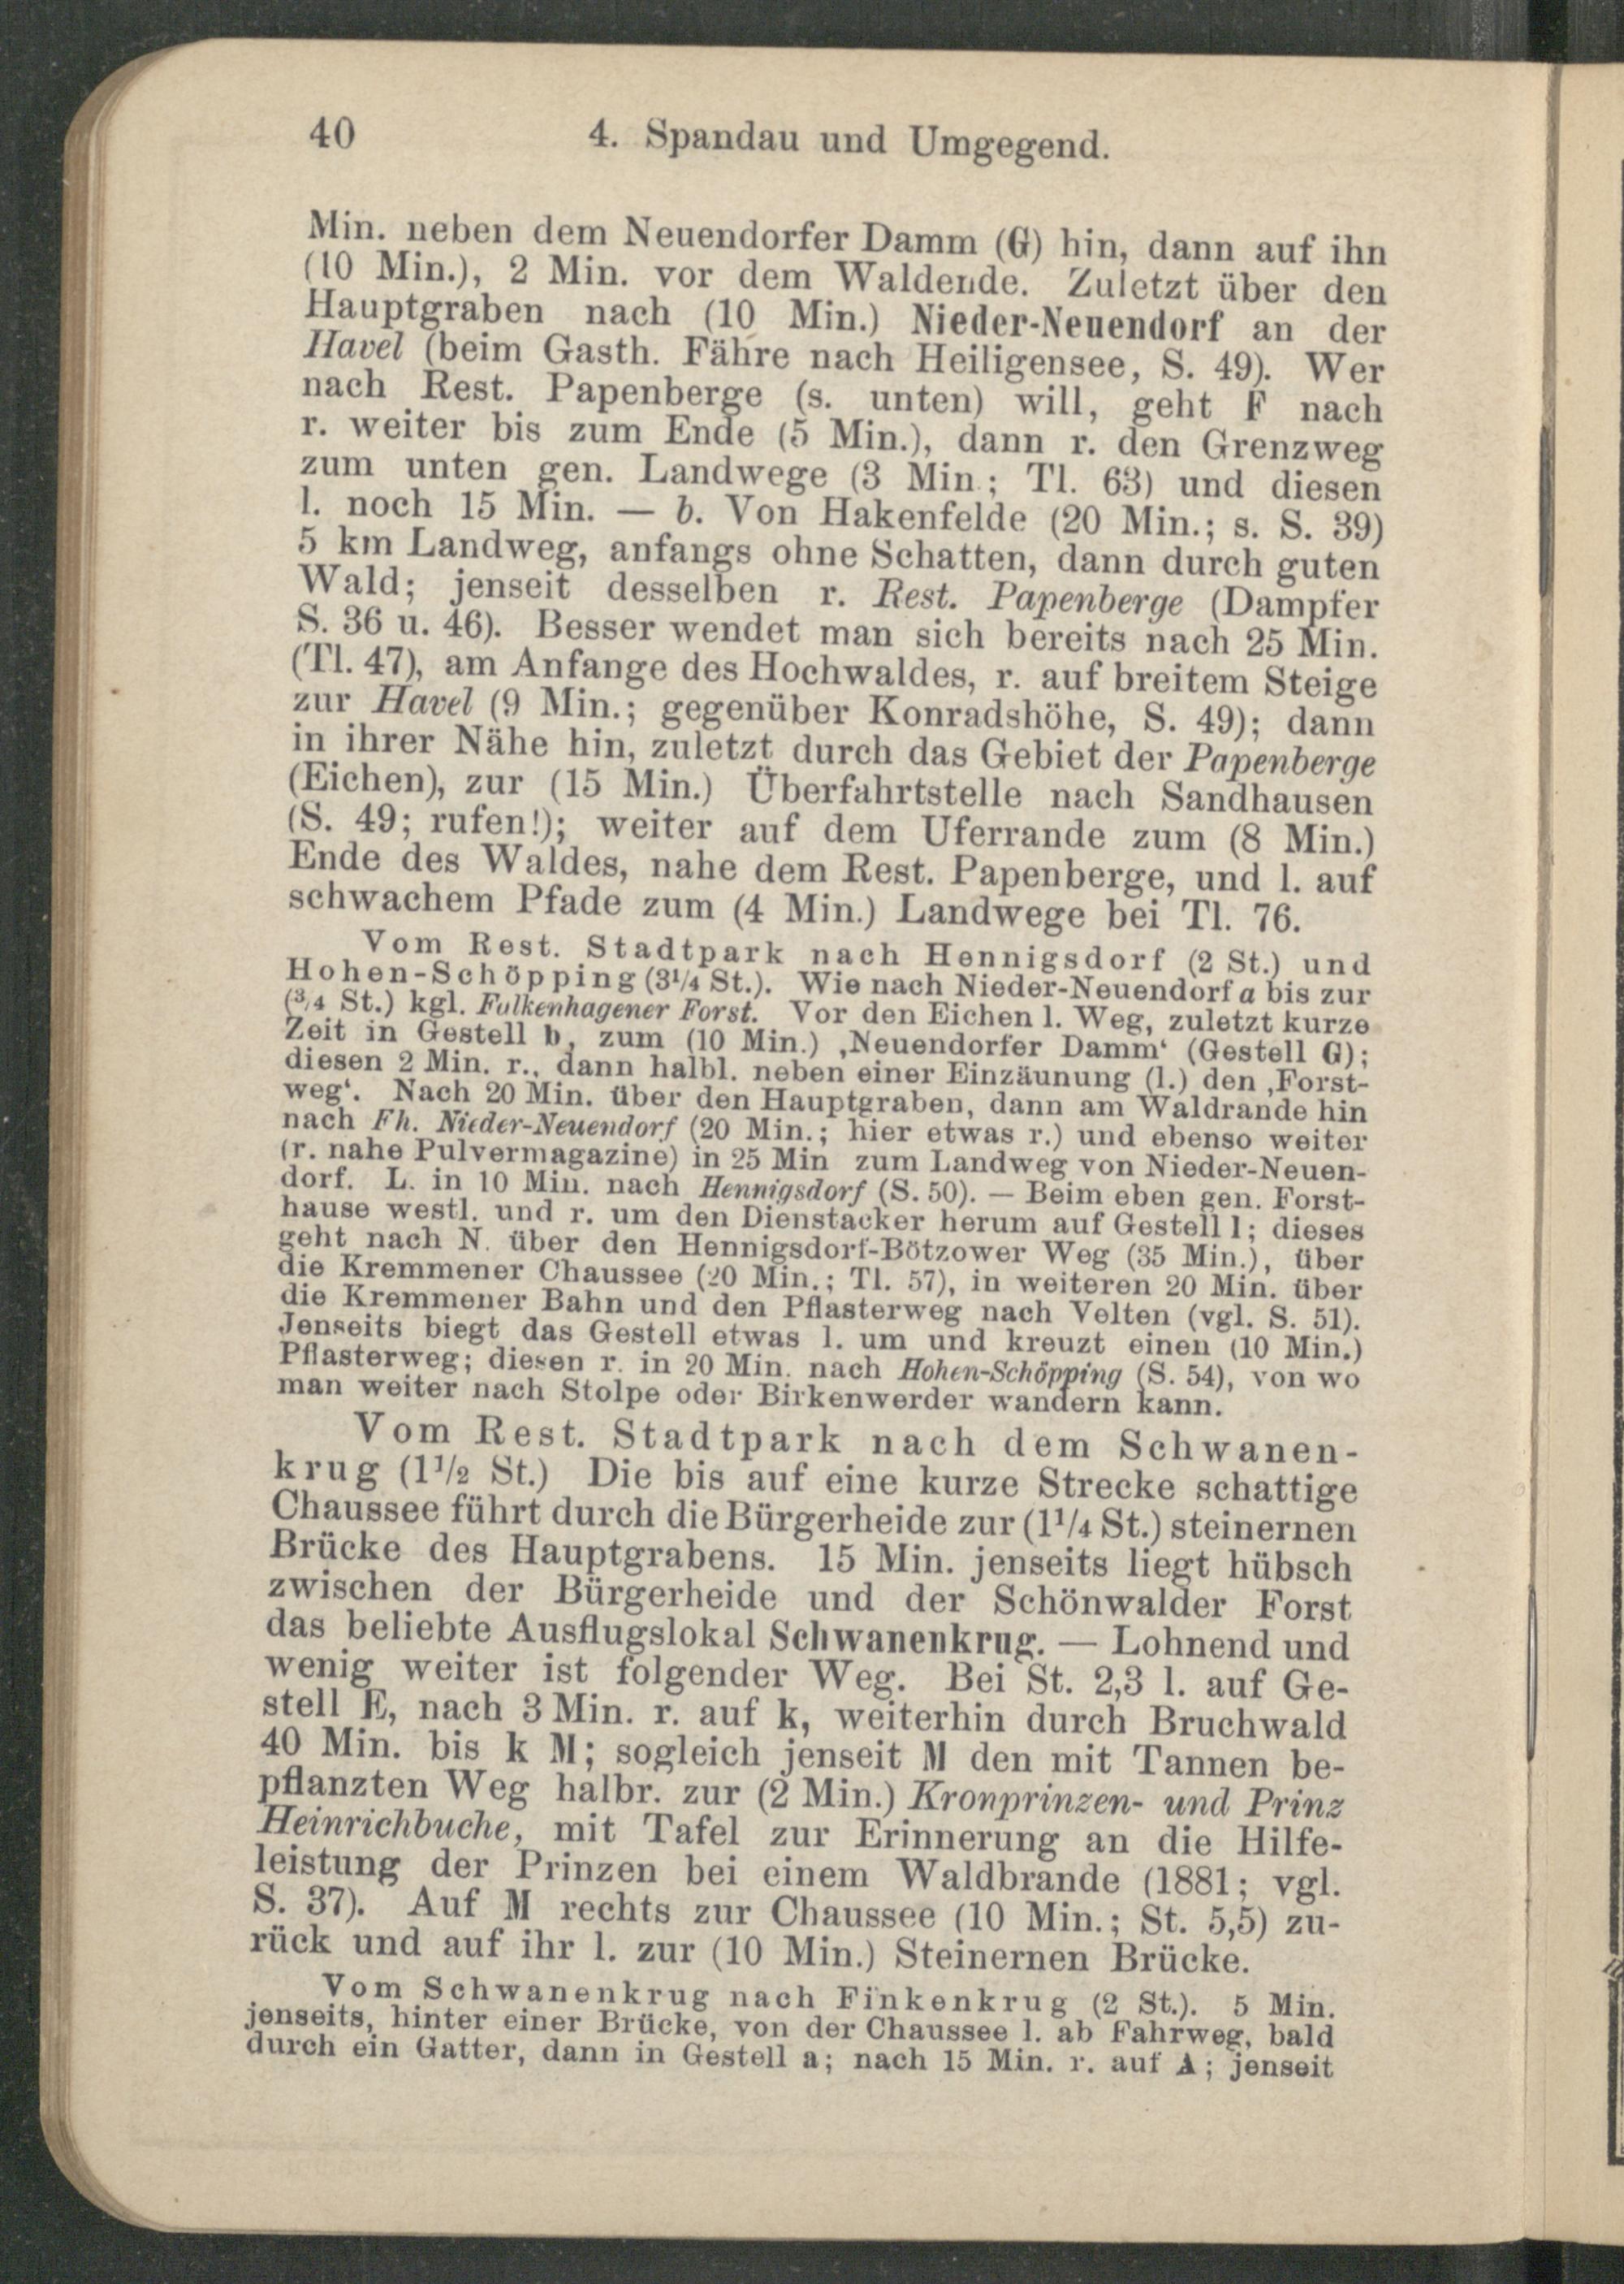 40 4. Spandau und Umgegend.
Min. neben dem Neuendorfer Damm (G) hin, dann auf ihn
(10 Min.), 2 Min. vor dem Waldende. Zuletzt über den
Hauptgraben nach (10 Min.) Nieder-Neuendorf an der
Havel (beim Gasth. Fähre nach Heiligensee, S. 49). Wer
nach Rest. Papenberge (s. unten) will, geht F nach
r. weiter bis zum Ende (5 Min.), dann r. den Grenzweg
zum unten gen. Landwege (3 Min.; Tl. 63) und diesen
l. noch 15 Min. — b. Von Hakenfelde (20 Min.; s. S. 39)
5 km Landweg, anfangs ohne Schatten, dann durch guten
Wald; jenseit desselben r. Rest. Papenberge (Dampfer
S. 36 u. 46). Besser wendet man sich bereits nach 25 Min.
(Tl. 47), am Anfange des Hochwaldes, r. auf breitem Steige
zur Havel (9 Min.; gegenüber Konradshöhe, S. 49); dann
in ihrer Nähe hin, zuletzt durch das Gebiet der Papenberge
(Eichen), zur (15 Min.) Überfahrtstelle nach Sandhausen
(S. 49; rufen!); weiter auf dem Uferrande zum (8 Min.)
Ende des Waldes, nahe dem Rest. Papenberge, und l. auf
schwachem Pfade zum (4 Min.) Landwege bei Tl. 76.
Vom Rest. Stadtpark nach Hennigsdorf (2 St.) und
Hohen-Schöpping (3¼ St.). Wie nach Nieder-Neuendorf a bis zur
(¾ St.) kgl. Falkenhagener Forst. Vor den Eichen l. Weg, zuletzt kurze
Zeit in Gestell b, zum (10 Min.) ‚Neuendorfer Damm‘ (Gestell G);
diesen 2 Min. r., dann halbl. neben einer Einzäunung (l.) den ‚Forst-
weg‘. Nach 20 Min. über den Hauptgraben, dann am Waldrande hin
nach Fh. Nieder-Neuendorf (20 Min.; hier etwas r.) und ebenso weiter
(r. nahe Pulvermagazine) in 25 Min zum Landweg von Nieder-Neuen-
dorf. L. in 10 Min. nach Hennigsdorf (S. 50). — Beim eben gen. Forst-
hause westl. und r. um den Dienstacker herum auf Gestell l; dieses
geht nach N. über den Hennigsdorf-Bötzower Weg (35 Min.), über
die Kremmener Chaussee (20 Min.; Tl. 57), in weiteren 20 Min. über
die Kremmener Bahn und den Pflasterweg nach Velten (vgl. S. 51).
Jenseits biegt das Gestell etwas l. um und kreuzt einen (10 Min.)
Pflasterweg; diesen r. in 20 Min. nach Hohen-Schöpping (S. 54), von wo
man weiter nach Stolpe oder Birkenwerder wandern kann.
Vom Rest. Stadtpark nach dem Schwanen-
krug (1½ St.) Die bis auf eine kurze Strecke schattige
Chaussee führt durch die Bürgerheide zur (1¼ St.) steinernen
Brücke des Hauptgrabens. 15 Min. jenseits liegt hübsch
zwischen der Bürgerheide und der Schönwalder Forst
das beliebte Ausflugslokal Schwanenkrug. — Lohnend und
wenig weiter ist folgender Weg. Bei St. 2,3 l. auf Ge-
stell E, nach 3 Min. r. auf k, weiterhin durch Bruchwald
40 Min. bis k M; sogleich jenseit M den mit Tannen be-
pflanzten Weg halbr. zur (2 Min.) Kronprinzen- und Prinz
Heinrichbuche, mit Tafel zur Erinnerung an die Hilfe-
leistung der Prinzen bei einem Waldbrande (1881; vgl.
S. 37). Auf M rechts zur Chaussee (10 Min.; St. 5,5) zu-
rück und auf ihr l. zur (10 Min.) Steinernen Brücke.
Vom Schwanenkrug nach Finkenkrug (2 St.). 5 Min.
jenseits, hinter einer Brücke, von der Chaussee l. ab Fahrweg, bald
durch ein Gatter, dann in Gestell a; nach 15 Min. r. auf A; jenseit